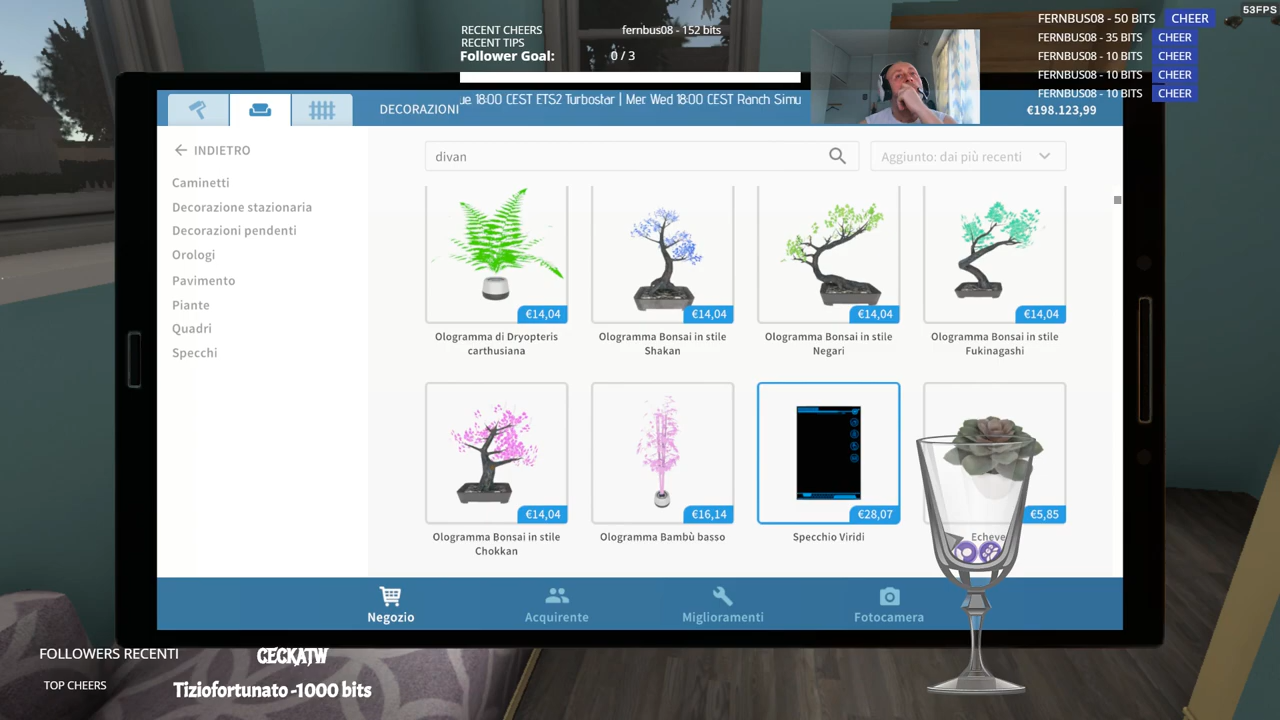 53FPS
RECENT CHEERS
fernbus08 - 152 bits
RECENT TIPS
Follower Goal:
0 / 3
ue 18:00 CEST ETS2 Turbostar | Mer Wed 18:00 CEST Ranch Simu
FERNBUS08 - 50 BITS CHEER
FERNBUS08 - 35 BITS CHEER
FERNBUS08 - 10 BITS CHEER
FERNBUS08 - 10 BITS CHEER
FERNBUS08 - 10 BITS CHEER
DECORAZIONI
€198.123,99
INDIETRO
Caminetti
Decorazione stazionaria
Decorazioni pendenti
Orologi
Pavimento
Piante
Quadri
Specchi
divan
Aggiunto: dai più recenti
€14,04
€14,04
€14,04
€14,04
Ologramma di Dryopteris
carthusiana
Ologramma Bonsai in stile
Shakan
Ologramma Bonsai in stile
Negari
Ologramma Bonsai in stile
Fukinagashi
€14,04
€16,14
€28,07
€5,85
Ologramma Bonsai in stile
Chokkan
Ologramma Bambù basso
Specchio Viridi
Echeve
Negozio
Acquirente
Miglioramenti
Fotocamera
FOLLOWERS RECENTI
CECKATW
TOP CHEERS
Tiziofortunato -1000 bits